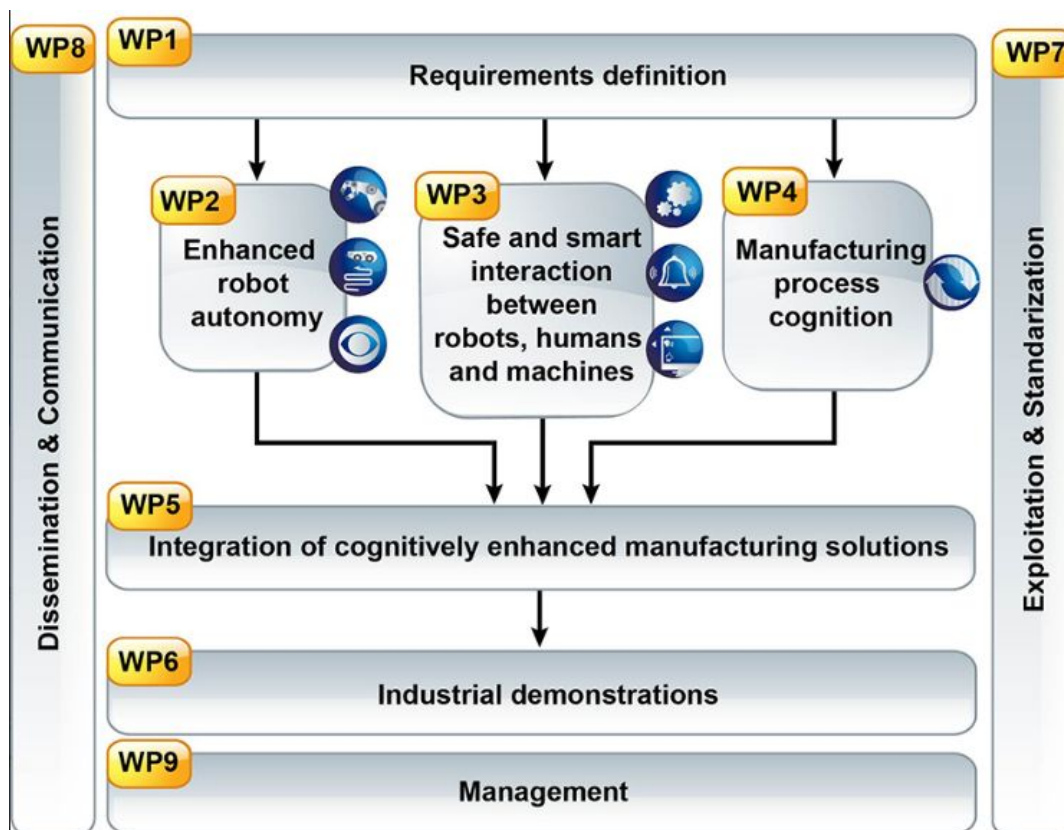 WP8
Dissemination & Communication
WP1
Requirements definition
WP7
Exploitation & Standarization
WP2
Enhanced
robot
autonomy
WP3
Safe and smart
interaction
between
robots, humans
and machines
WP4
Manufacturing
process
cognition
WP5
Integration of cognitively enhanced manufacturing solutions
WP6
Industrial demonstrations
WP9
Management